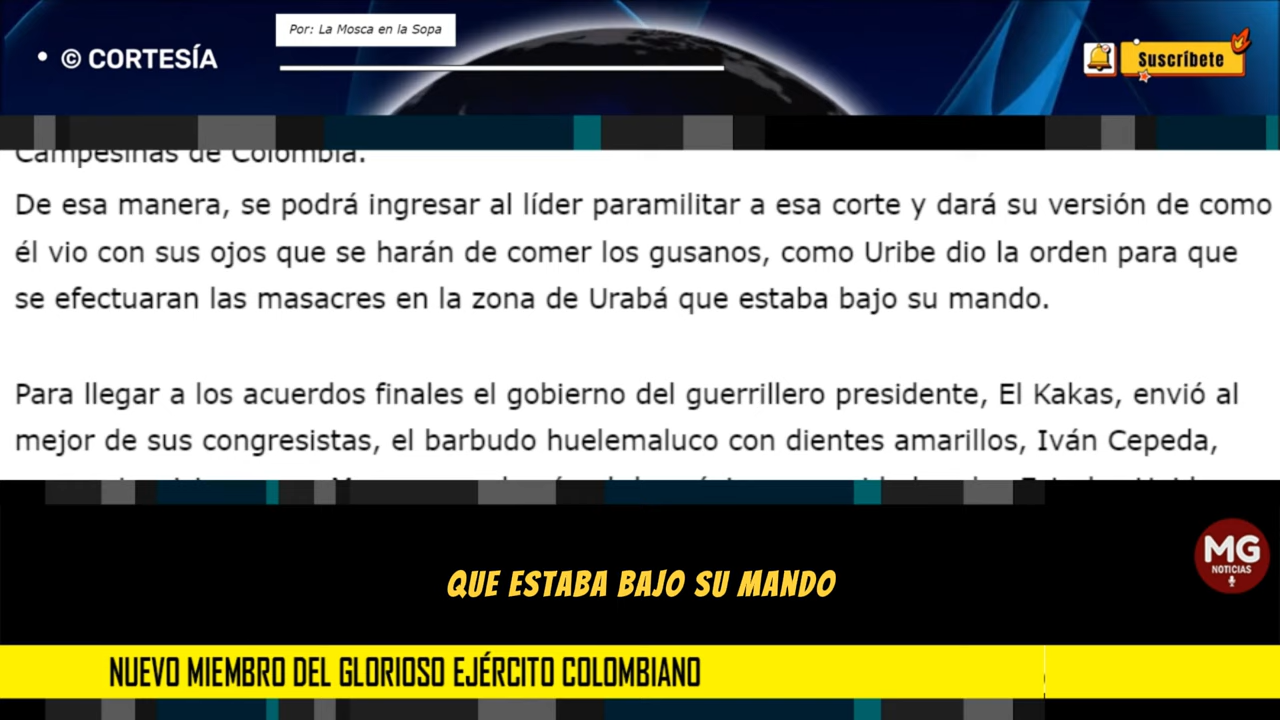 Por: La Mosca en la Sopa
• © CORTESÍA
Suscríbete
Campesinas de Colombia.
De esa manera, se podrá ingresar al líder paramilitar a esa corte y dará su versión de como
él vio con sus ojos que se harán de comer los gusanos, como Uribe dio la orden para que
se efectuaran las masacres en la zona de Urabá que estaba bajo su mando.
Para llegar a los acuerdos finales el gobierno del guerrillero presidente, El Kakas, envió al
mejor de sus congresistas, el barbudo huelemaluco con dientes amarillos, Iván Cepeda,
MG
NOTICIAS
QUE ESTABA BAJO SU MANDO
NUEVO MIEMBRO DEL GLORIOSO EJÉRCITO COLOMBIANO